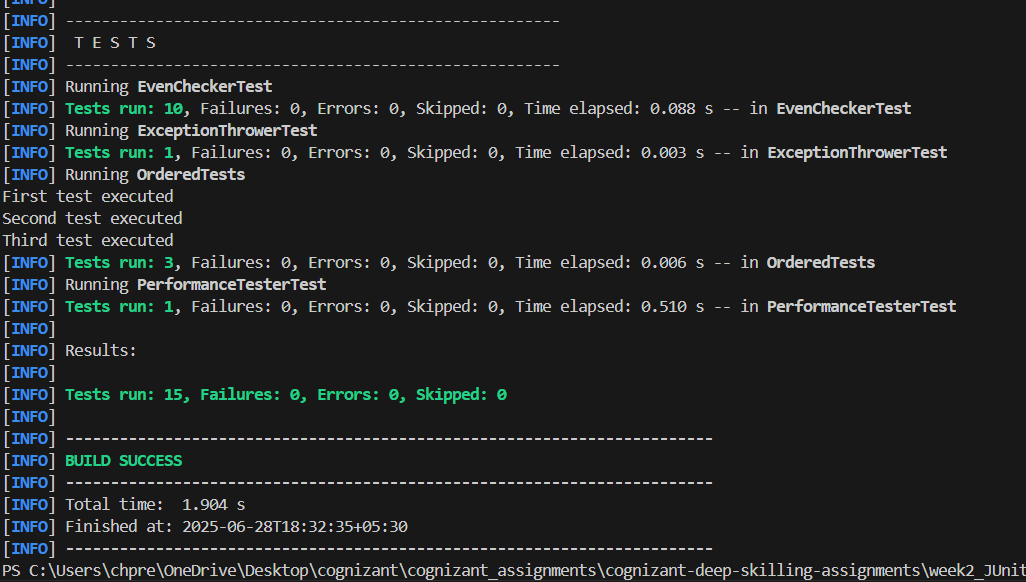 [INFO]
[INFO] -------------------------------------------------------
[INFO]  T E S T S
[INFO] -------------------------------------------------------
[INFO] Running EvenCheckerTest
[INFO] Tests run: 10, Failures: 0, Errors: 0, Skipped: 0, Time elapsed: 0.088 s -- in EvenCheckerTest
[INFO] Running ExceptionThrowerTest
[INFO] Tests run: 1, Failures: 0, Errors: 0, Skipped: 0, Time elapsed: 0.003 s -- in ExceptionThrowerTest
[INFO] Running OrderedTests
First test executed
Second test executed
Third test executed
[INFO] Tests run: 3, Failures: 0, Errors: 0, Skipped: 0, Time elapsed: 0.006 s -- in OrderedTests
[INFO] Running PerformanceTesterTest
[INFO] Tests run: 1, Failures: 0, Errors: 0, Skipped: 0, Time elapsed: 0.510 s -- in PerformanceTesterTest
[INFO]
[INFO] Results:
[INFO]
[INFO] Tests run: 15, Failures: 0, Errors: 0, Skipped: 0
[INFO]
[INFO] ------------------------------------------------------------------------
[INFO] BUILD SUCCESS
[INFO] ------------------------------------------------------------------------
[INFO] Total time:  1.904 s
[INFO] Finished at: 2025-06-28T18:32:35+05:30
[INFO] ------------------------------------------------------------------------
PS C:\Users\chpre\OneDrive\Desktop\cognizant\cognizant_assignments\cognizant-deep-skilling-assignments\week2_JUnit